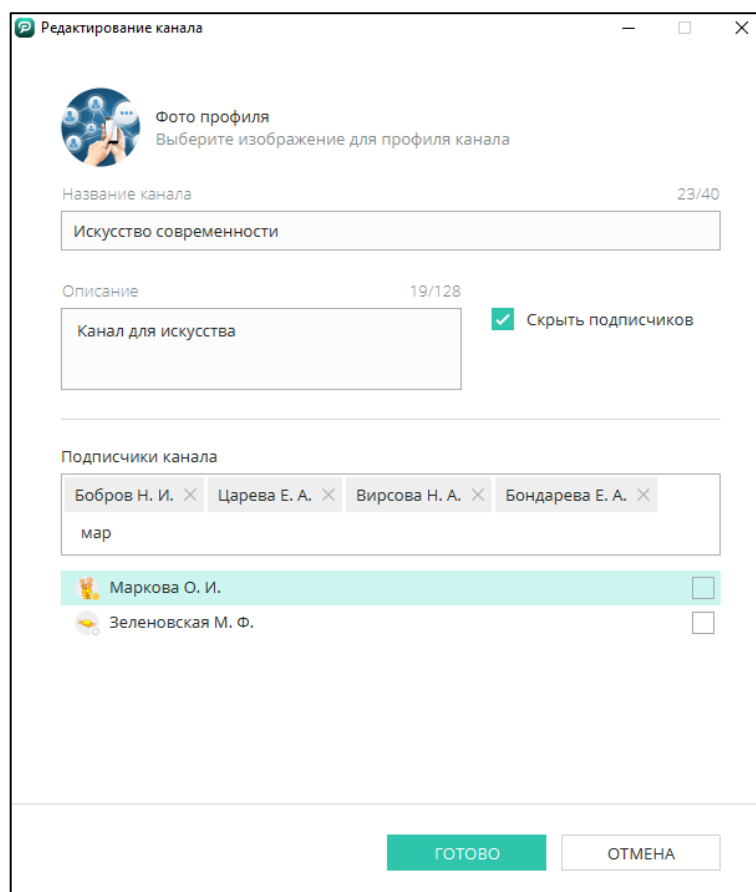 Редактирование канала
Фото профиля
Выберите изображение для профиля канала
Название канала 23/40
Искусство современности
Описание 19/128
Канал для искусства
Скрыть подписчиков
Подписчики канала
Бобров Н. И. Царева Е. А. Вирсова Н. А. Бондарева Е. А.
мар
Маркова О. И.
Зеленовская М. Ф.
ГОТОВО ОТМЕНА